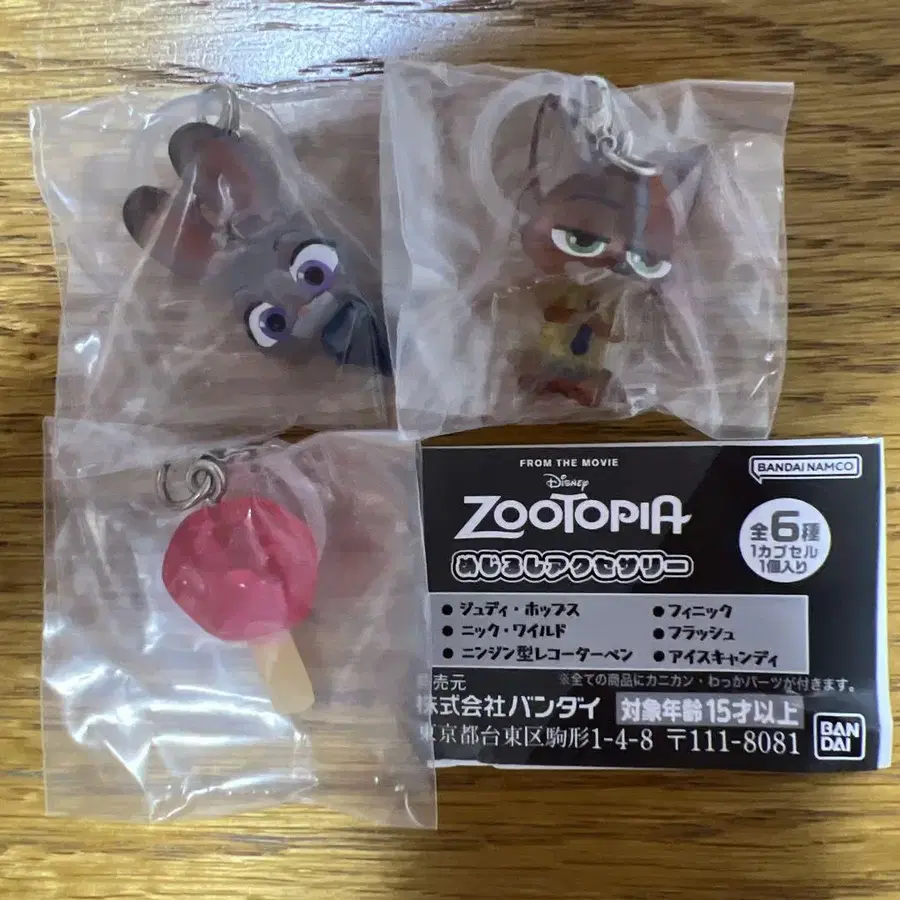 FROM THE MOVIE
Disney
ZOOTOPIA
BANDAI NAMCO
めじるしアクセサリー
全6種
1カプセル
1個入り
● ジュディ・ホップス
● ニック・ワイルド
● ニンジン型レコーダーペン
● フィニック
● フラッシュ
● アイスキャンディ
※全ての商品にカニカン・わっかパーツが付きます。
売元
株式会社バンダイ
対象年齢15才以上
東京都台東区駒形1-4-8 〒111-8081
BAN
DAI